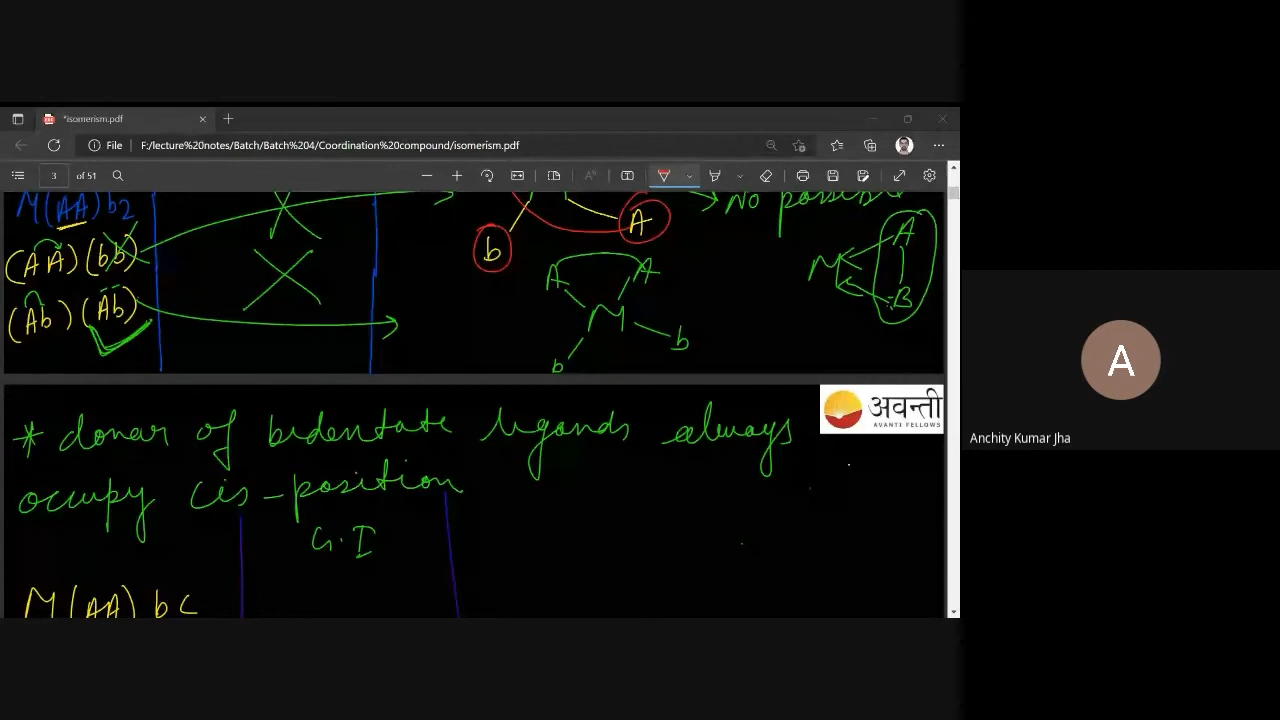 *isomerism.pdf
File F:/lecture%20notes/Batch/Batch%204/Coordination%20compound/isomerism.pdf
3 of 51
M(AA)b2
No possible
b
A
A
(AA)(bb)
A A
M
B
(Ab)(Ab)
M
b
b
अवन्ती
AVANTI FELLOWS
* donar of bidentate ligands always
occupy cis-position
G.I
M(AA) bc
A
Anchity Kumar Jha